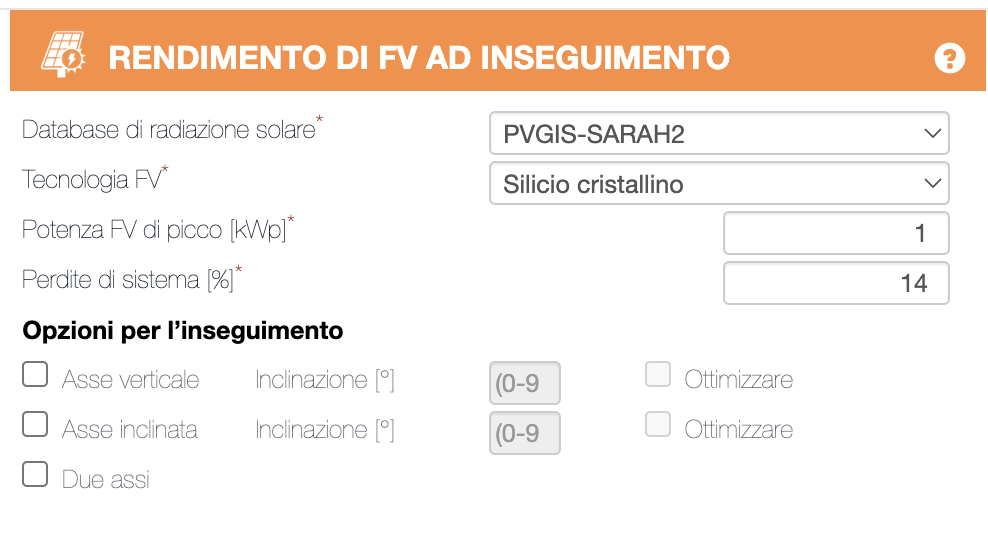 RENDIMENTO DI FV AD INSEGUIMENTO ?
Database di radiazione solare* PVGIS-SARAH2
Tecnologia FV* Silicio cristallino
Potenza FV di picco [kWp]* 1
Perdite di sistema [%]* 14
Opzioni per l’inseguimento
Asse verticale Inclinazione [°] (0-9 Ottimizzare
Asse inclinata Inclinazione [°] (0-9 Ottimizzare
Due assi